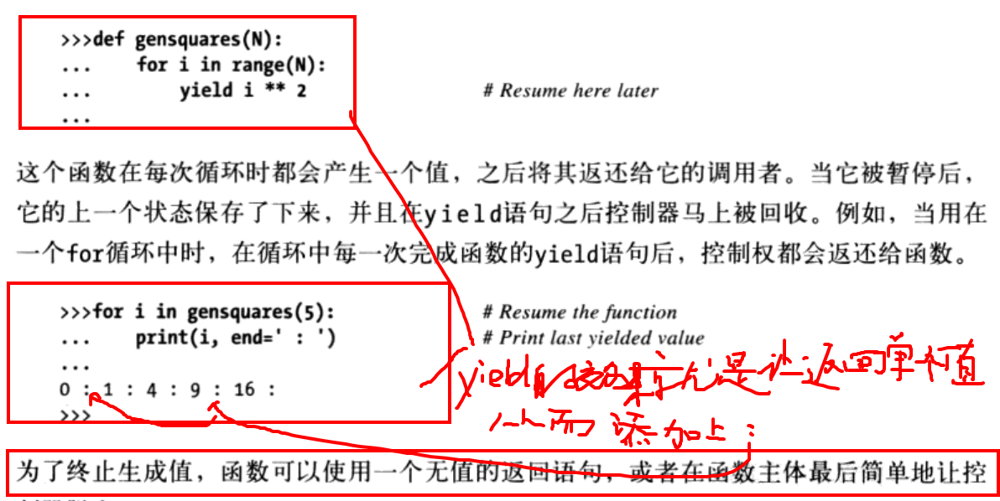 >>>def gensquares(N):
...     for i in range(N):
...         yield i ** 2     # Resume here later
...
这个函数在每次循环时都会产生一个值，之后将其返还给它的调用者。当它被暂停后，
它的上一个状态保存了下来，并且在yield语句之后控制器马上被回收。例如，当用在
一个for循环中时，在循环中每一次完成函数的yield语句后，控制权都会返还给函数。
>>>for i in gensquares(5):     # Resume the function
...     print(i, end=' : ')     # Print last yielded value
...
0 : 1 : 4 : 9 : 16 :
>>>
yield 是让返回单个值
从而添加上 :
为了终止生成值，函数可以使用一个无值的返回语句，或者在函数主体最后简单地让控